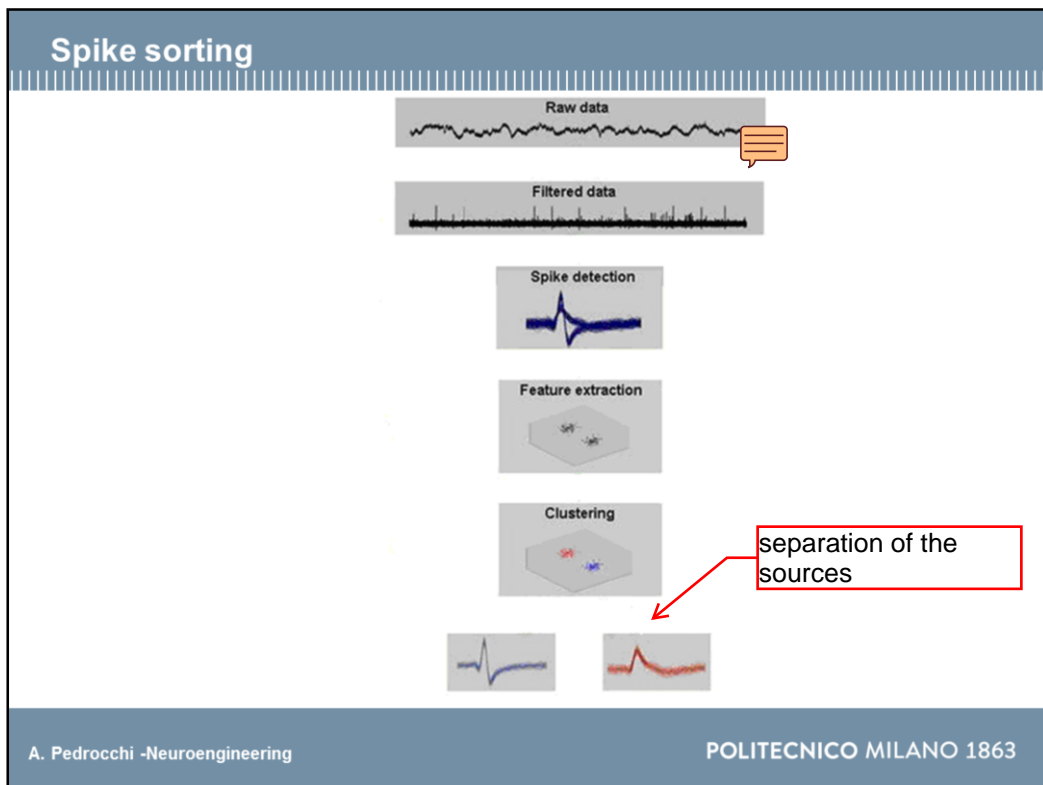 Spike sorting
Raw data
Filtered data
Spike detection
Feature extraction
Clustering
separation of the
sources
A. Pedrocchi -Neuroengineering
POLITECNICO MILANO 1863